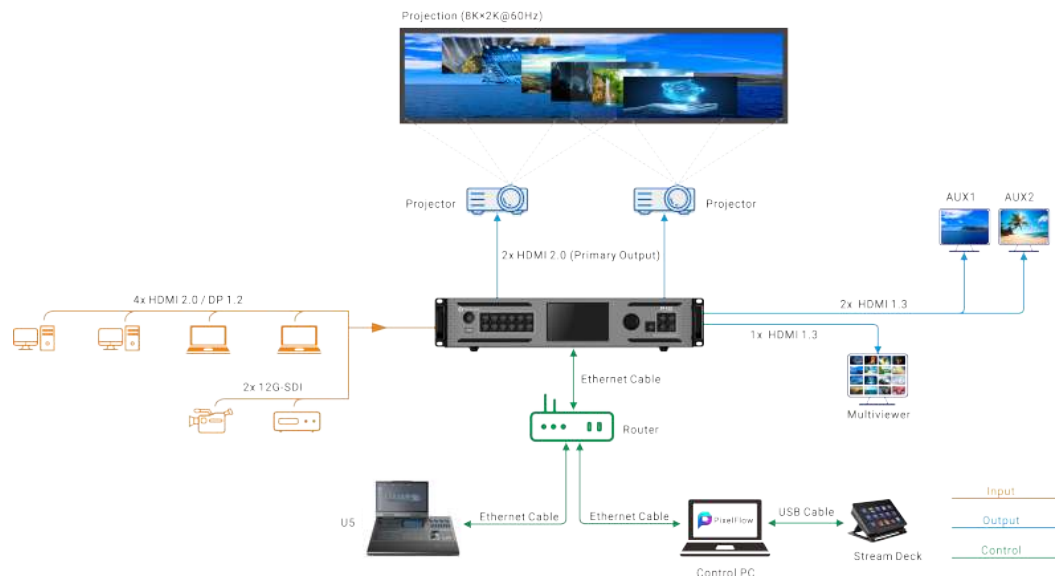 Projection (8K×2K@60Hz)
Projector
Projector
AUX1
AUX2
2x HDMI 2.0 (Primary Output)
4x HDMI 2.0 / DP 1.2
2x HDMI 1.3
1x HDMI 1.3
2x 12G-SDI
Ethernet Cable
Multiviewer
Router
U5
Ethernet Cable
Ethernet Cable
PixelFlow
USB Cable
Input
Output
Control
Stream Deck
Control PC